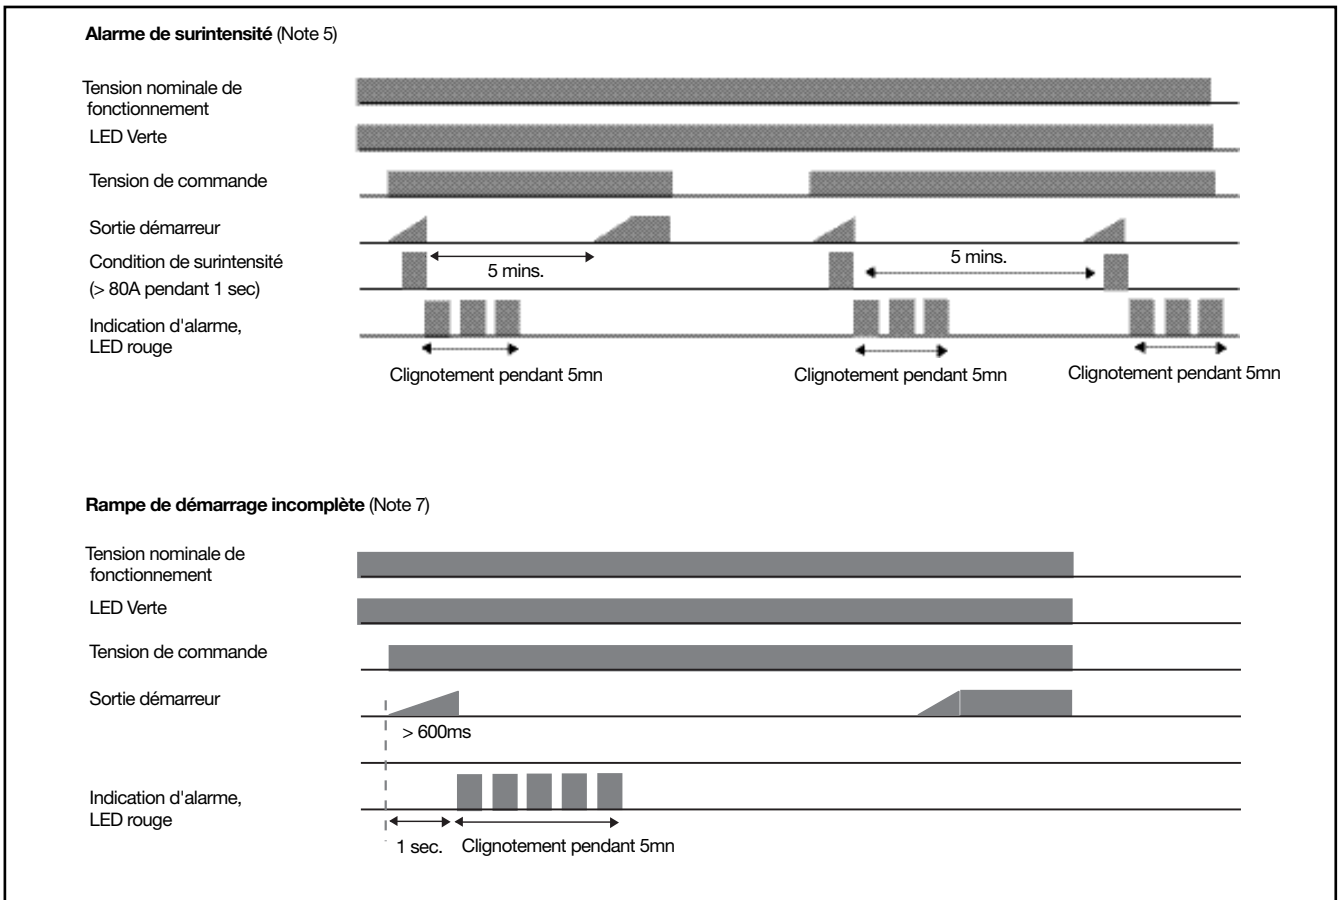 Alarme de surintensité (Note 5)
Tension nominale de
fonctionnement
LED Verte
Tension de commande
Sortie démarreur
Condition de surintensité
(> 80A pendant 1 sec)
5 mins.
5 mins.
Indication d'alarme,
LED rouge
Clignotement pendant 5mn
Clignotement pendant 5mn
Clignotement pendant 5mn
Rampe de démarrage incomplète (Note 7)
Tension nominale de
fonctionnement
LED Verte
Tension de commande
Sortie démarreur
> 600ms
Indication d'alarme,
LED rouge
1 sec.
Clignotement pendant 5mn